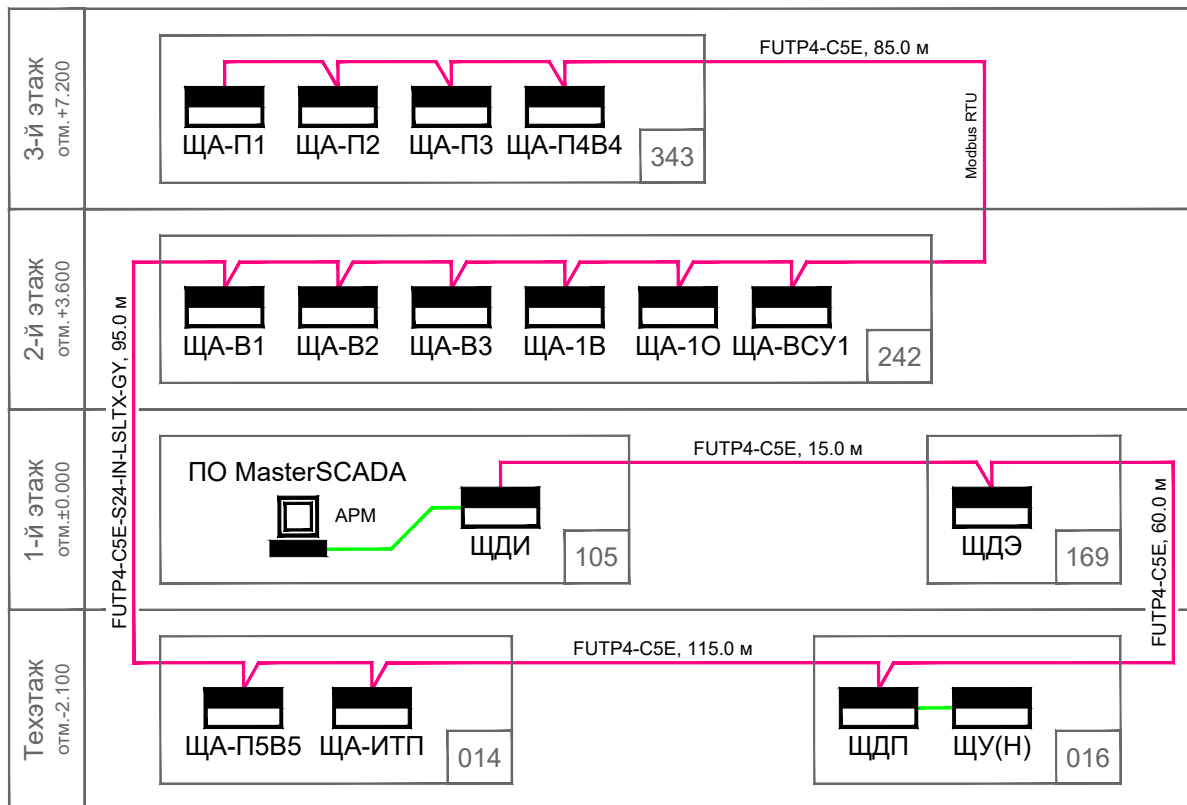 3-й этаж
отм.+7.200
FUTP4-C5E, 85.0 м
ЩА-П1
ЩА-П2
ЩА-П3
ЩА-П4В4
343
Modbus RTU
2-й этаж
отм.+3.600
ЩА-В1
ЩА-В2
ЩА-В3
ЩА-1В
ЩА-1О
ЩА-ВСУ1
242
FUTP4-C5E-S24-IN-LSLTX-GY, 95.0 м
1-й этаж
отм.±0.000
ПО MasterSCADA
АРМ
ЩДИ
105
FUTP4-C5E, 15.0 м
ЩДЭ
169
FUTP4-C5E, 60.0 м
Техэтаж
отм.-2.100
ЩА-П5В5
ЩА-ИТП
014
FUTP4-C5E, 115.0 м
ЩДП
ЩУ(Н)
016